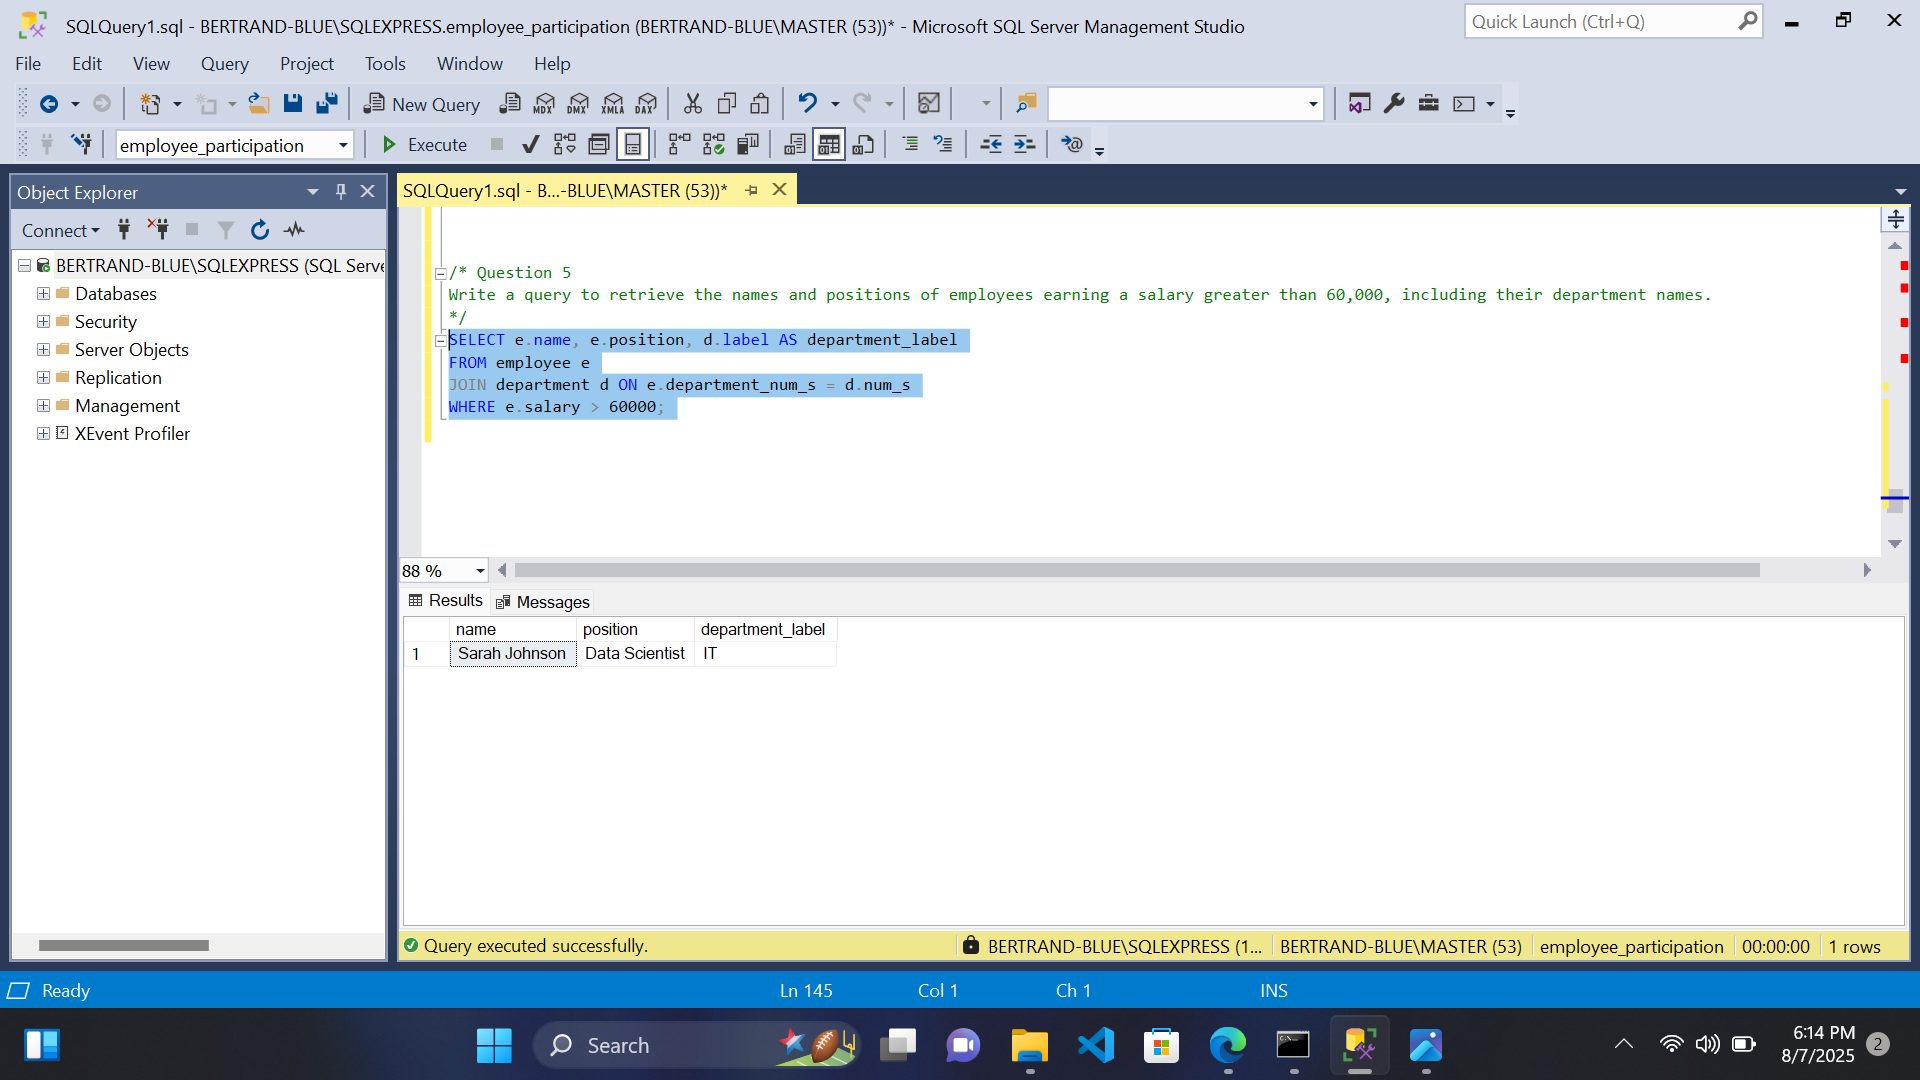 SQLQuery1.sql - BERTRAND-BLUE\SQLEXPRESS.employee_participation (BERTRAND-BLUE\MASTER (53))* - Microsoft SQL Server Management Studio
Quick Launch (Ctrl+Q)
File Edit View Query Project Tools Window Help
New Query MDX DMX XMLA DAX
employee_participation Execute
Object Explorer
Connect
BERTRAND-BLUE\SQLEXPRESS (SQL Serve
Databases
Security
Server Objects
Replication
Management
XEvent Profiler
SQLQuery1.sql - B...-BLUE\MASTER (53))*
/* Question 5
Write a query to retrieve the names and positions of employees earning a salary greater than 60,000, including their department names.
*/
SELECT e.name, e.position, d.label AS department_label
FROM employee e
JOIN department d ON e.department_num_s = d.num_s
WHERE e.salary > 60000;
88 %
Results Messages
name position department_label
1 Sarah Johnson Data Scientist IT
Query executed successfully. BERTRAND-BLUE\SQLEXPRESS (1... BERTRAND-BLUE\MASTER (53) employee_participation 00:00:00 1 rows
Ready Ln 145 Col 1 Ch 1 INS
Search
6:14 PM
8/7/2025
2